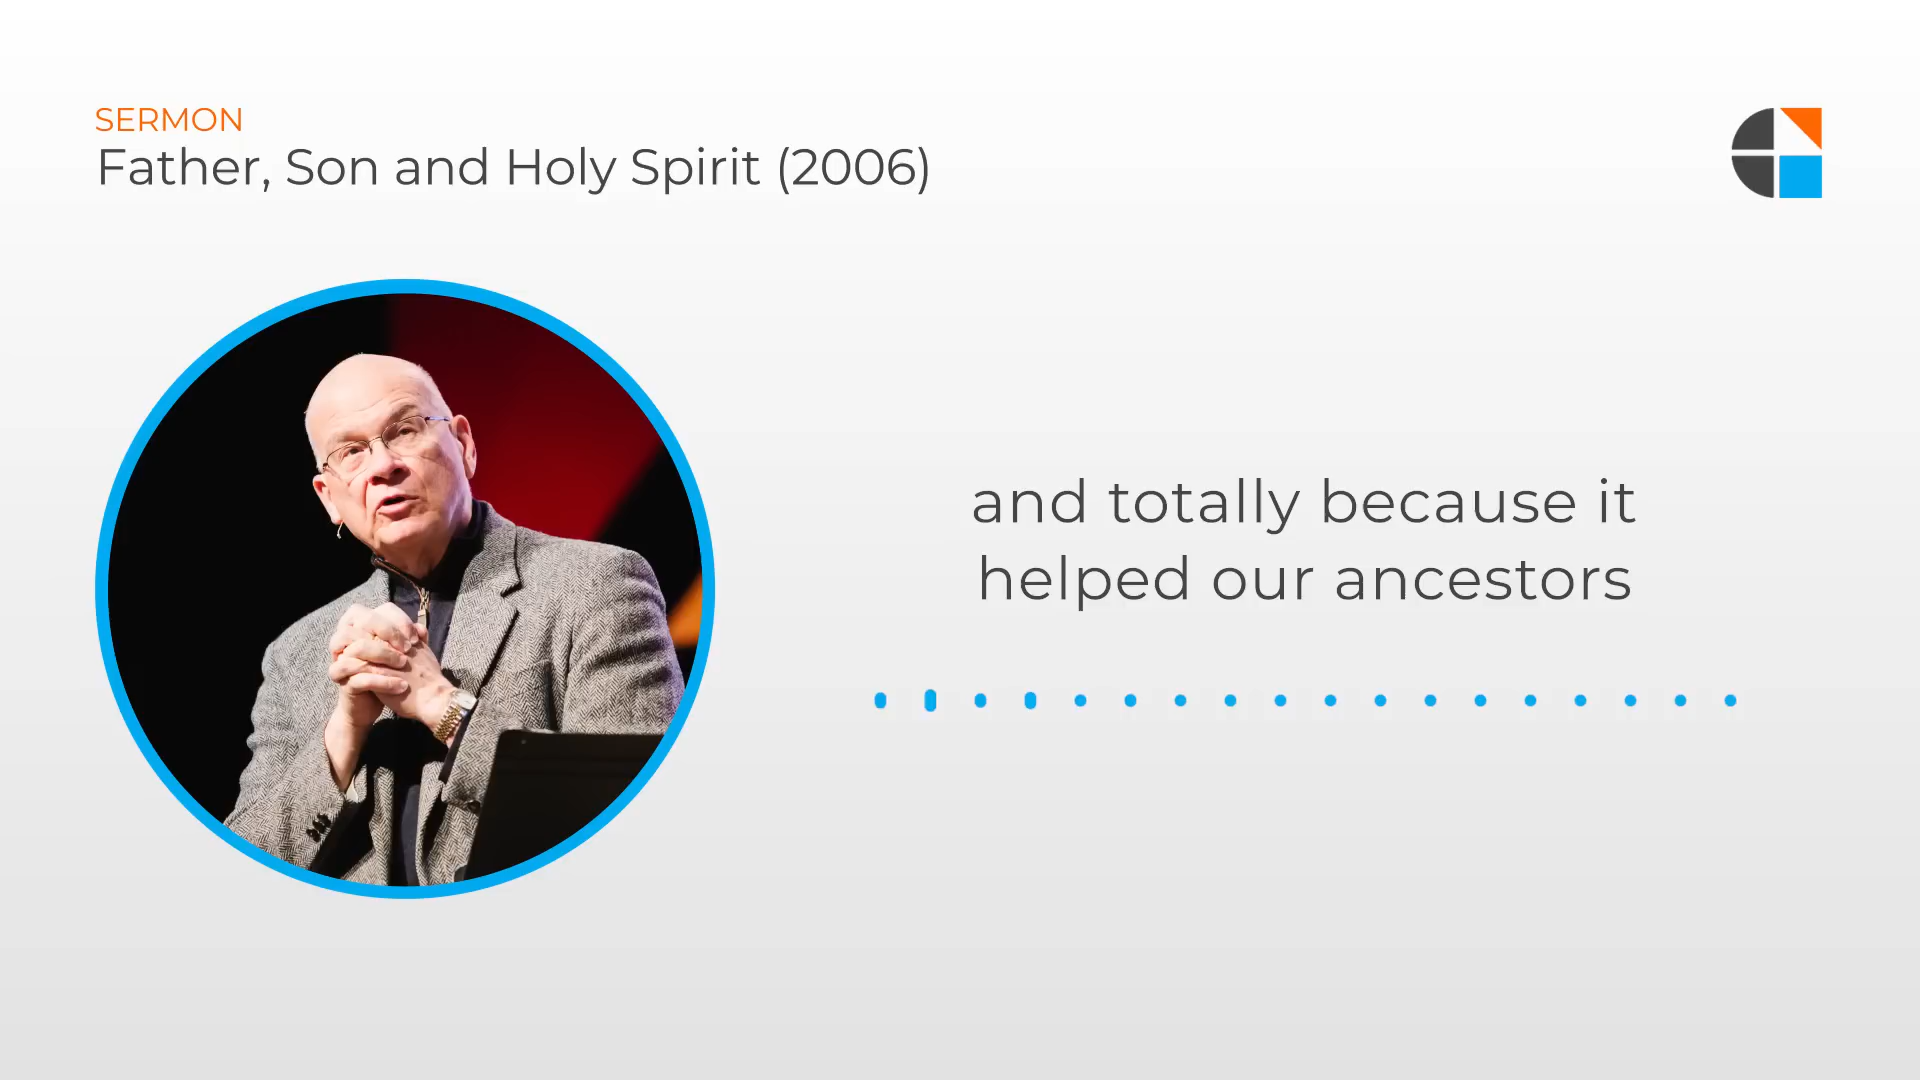 SERMON
Father, Son and Holy Spirit (2006)
and totally because it
helped our ancestors